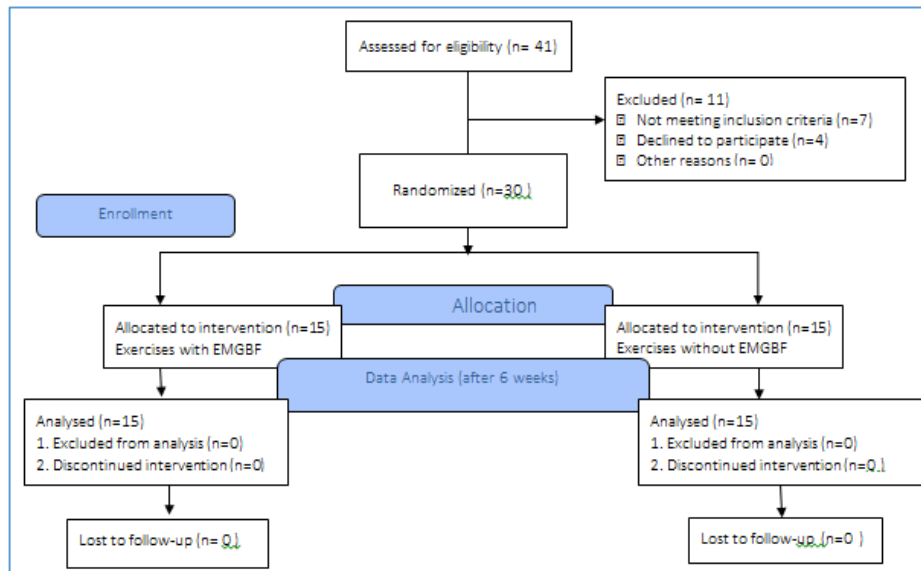 Assessed for eligibility (n= 41)
Excluded (n= 11)
⍰ Not meeting inclusion criteria (n=7)
⍰ Declined to participate (n=4)
⍰ Other reasons (n= 0)
Randomized (n=30 )
Enrollment
Allocation
Allocated to intervention (n=15)
Exercises with EMGBF
Allocated to intervention (n=15)
Exercises without EMGBF
Data Analysis (after 6 weeks)
Analysed (n=15)
1. Excluded from analysis (n=0)
2. Discontinued intervention (n=0)
Analysed (n=15)
1. Excluded from analysis (n=0)
2. Discontinued intervention (n=0 )
Lost to follow-up (n= 0 )
Lost to follow-up (n=0 )